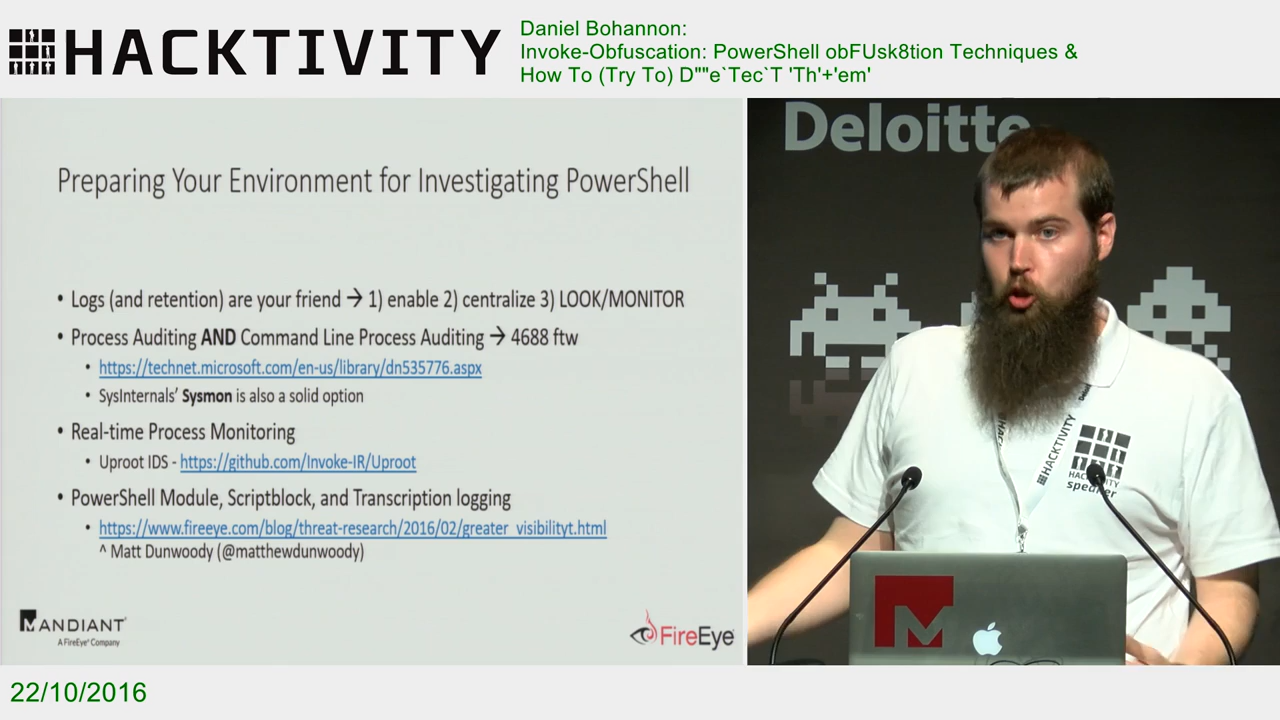 HACKTIVITY
Daniel Bohannon:
Invoke-Obfuscation: PowerShell obFUsk8tion Techniques &
How To (Try To) D""e`Tec`T 'Th'+'em'
Preparing Your Environment for Investigating PowerShell
• Logs (and retention) are your friend → 1) enable 2) centralize 3) LOOK/MONITOR
• Process Auditing AND Command Line Process Auditing → 4688 ftw
• https://technet.microsoft.com/en-us/library/dn535776.aspx
• SysInternals' Sysmon is also a solid option
• Real-time Process Monitoring
• Uproot IDS - https://github.com/Invoke-IR/Uproot
• PowerShell Module, Scriptblock, and Transcription logging
• https://www.fireeye.com/blog/threat-research/2016/02/greater_visibilityt.html
^ Matt Dunwoody (@matthewdunwoody)
MANDIANT
A FireEye® Company
FireEye
Deloitte
HACKTIVITY
HACKTIVITY
speaker
22/10/2016